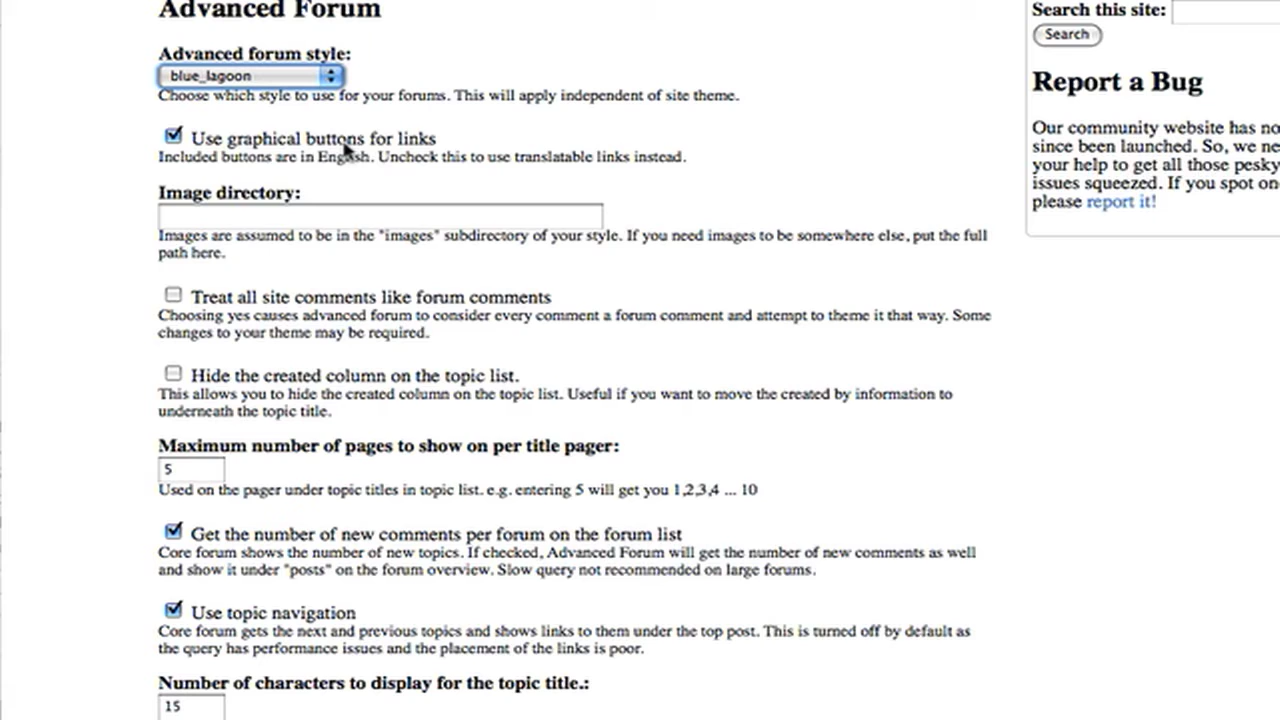 Advanced Forum
Advanced forum style:
blue_lagoon
Choose which style to use for your forums. This will apply independent of site theme.
Use graphical buttons for links
Included buttons are in English. Uncheck this to use translatable links instead.
Image directory:
Images are assumed to be in the "images" subdirectory of your style. If you need images to be somewhere else, put the full
path here.
Treat all site comments like forum comments
Choosing yes causes advanced forum to consider every comment a forum comment and attempt to theme it that way. Some
changes to your theme may be required.
Hide the created column on the topic list.
This allows you to hide the created column on the topic list. Useful if you want to move the created by information to
underneath the topic title.
Maximum number of pages to show on per title pager:
5
Used on the pager under topic titles in topic list. e.g. entering 5 will get you 1,2,3,4 ... 10
Get the number of new comments per forum on the forum list
Core forum shows the number of new topics. If checked, Advanced Forum will get the number of new comments as well
and show it under "posts" on the forum overview. Slow query not recommended on large forums.
Use topic navigation
Core forum gets the next and previous topics and shows links to them under the top post. This is turned off by default as
the query has performance issues and the placement of the links is poor.
Number of characters to display for the topic title.:
15
Search this site:
Search
Report a Bug
Our community website has no
since been launched. So, we ne
your help to get all those pesky
issues squeezed. If you spot on
please report it!